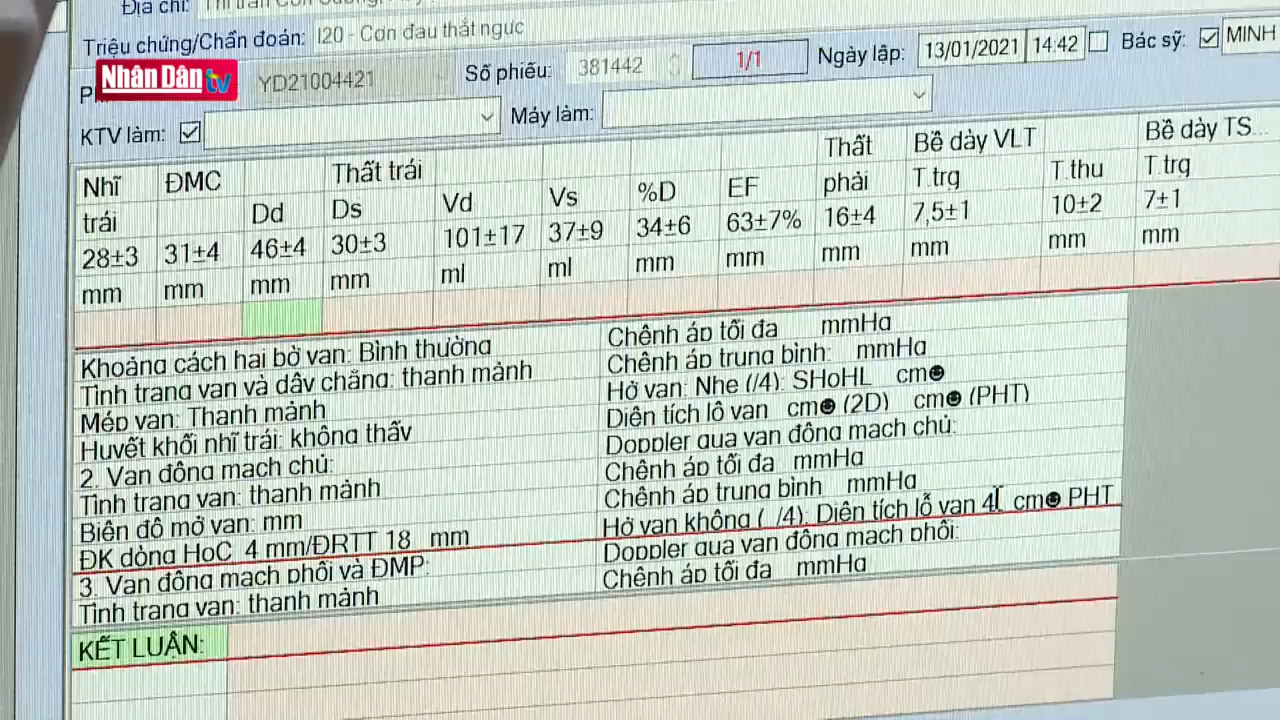 Địa chỉ:
Triệu chứng/Chẩn đoán: I20 - Cơn đau thắt ngực
Ngày lập: 13/01/2021 14:42 Bác sỹ: MINH
Nhân Dân tv
YD21004421 Số phiếu: 381442 1/1
KTV làm: Máy làm:
Nhĩ trái ĐMC Thất trái Thất phải Bề dày VLT Bề dày TS...
Dd Ds Vd Vs %D EF T.trg T.thu T.trg
28±3 mm 31±4 mm 46±4 mm 30±3 mm 101±17 ml 37±9 ml 34±6 mm 63±7% mm 16±4 mm 7,5±1 mm 10±2 mm 7±1 mm
Khoảng cách hai bờ van: Bình thường
Tình trạng van và dây chằng: thanh mảnh
Mép van: Thanh mảnh
Huyết khối nhĩ trái: không thấy
2. Van động mạch chủ:
Tình trạng van: thanh mảnh
Biên độ mở van: mm
ĐK dòng HoC 4 mm/ĐRTT 18 mm
3. Van động mạch phổi và ĐMP:
Tình trạng van: thanh mảnh
Chênh áp tối đa mmHg
Chênh áp trung bình: mmHg
Hở van: Nhẹ (/4): SHoHL cm☻
Diện tích lỗ van cm☻ (2D) cm☻ (PHT)
Doppler qua van động mạch chủ:
Chênh áp tối đa mmHg
Chênh áp trung bình mmHg
Hở van không ( /4): Diện tích lỗ van 4 cm☻ PHT
Doppler qua van động mạch phổi:
Chênh áp tối đa mmHg
KẾT LUẬN: